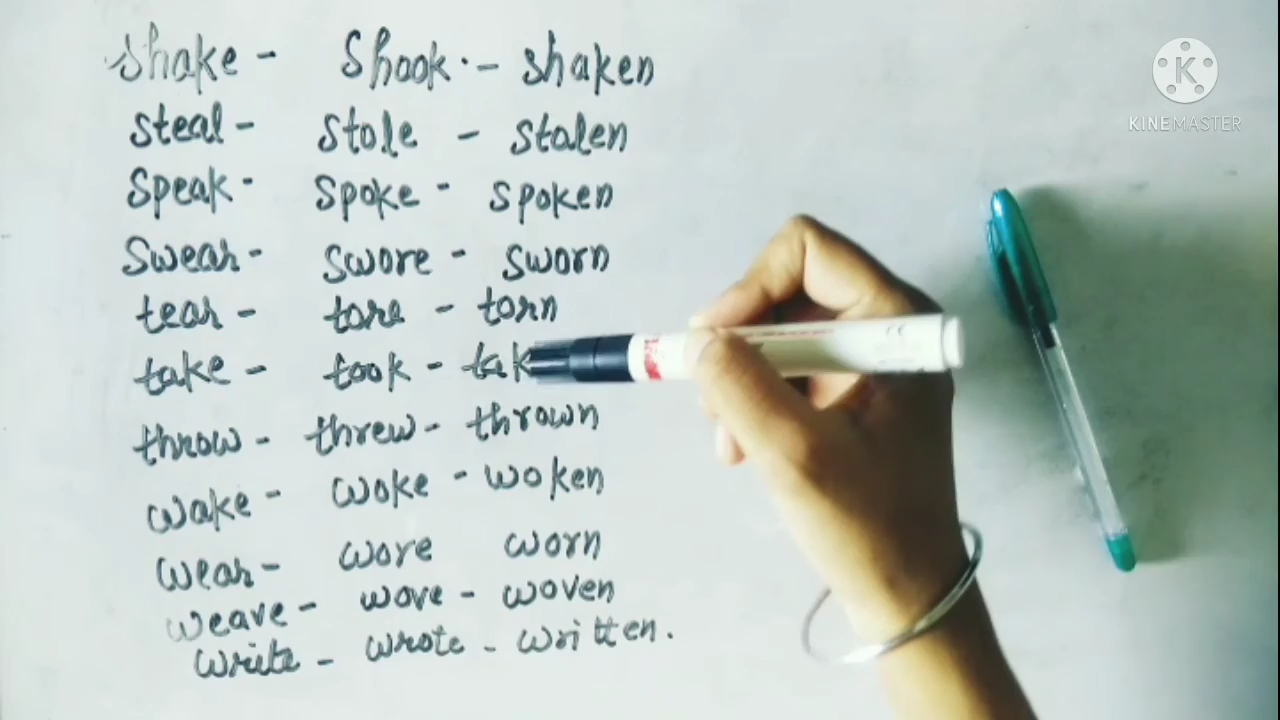 shake - shook - shaken
KINEMASTER
steal - stole - stolen
speak - spoke - spoken
swear - swore - sworn
tear - tore - torn
take - took - tak
throw - threw - thrown
wake - woke - woken
wear - wore worn
weave - wove - woven
write - wrote - written.